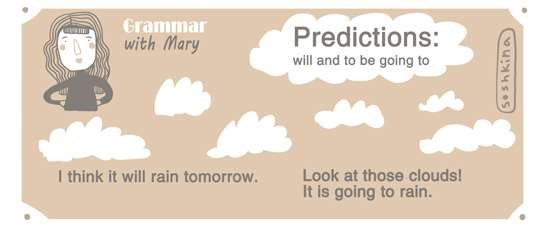 Grammar
with Mary
Predictions:
will and to be going to
soshkina
I think it will rain tomorrow.
Look at those clouds!
It is going to rain.